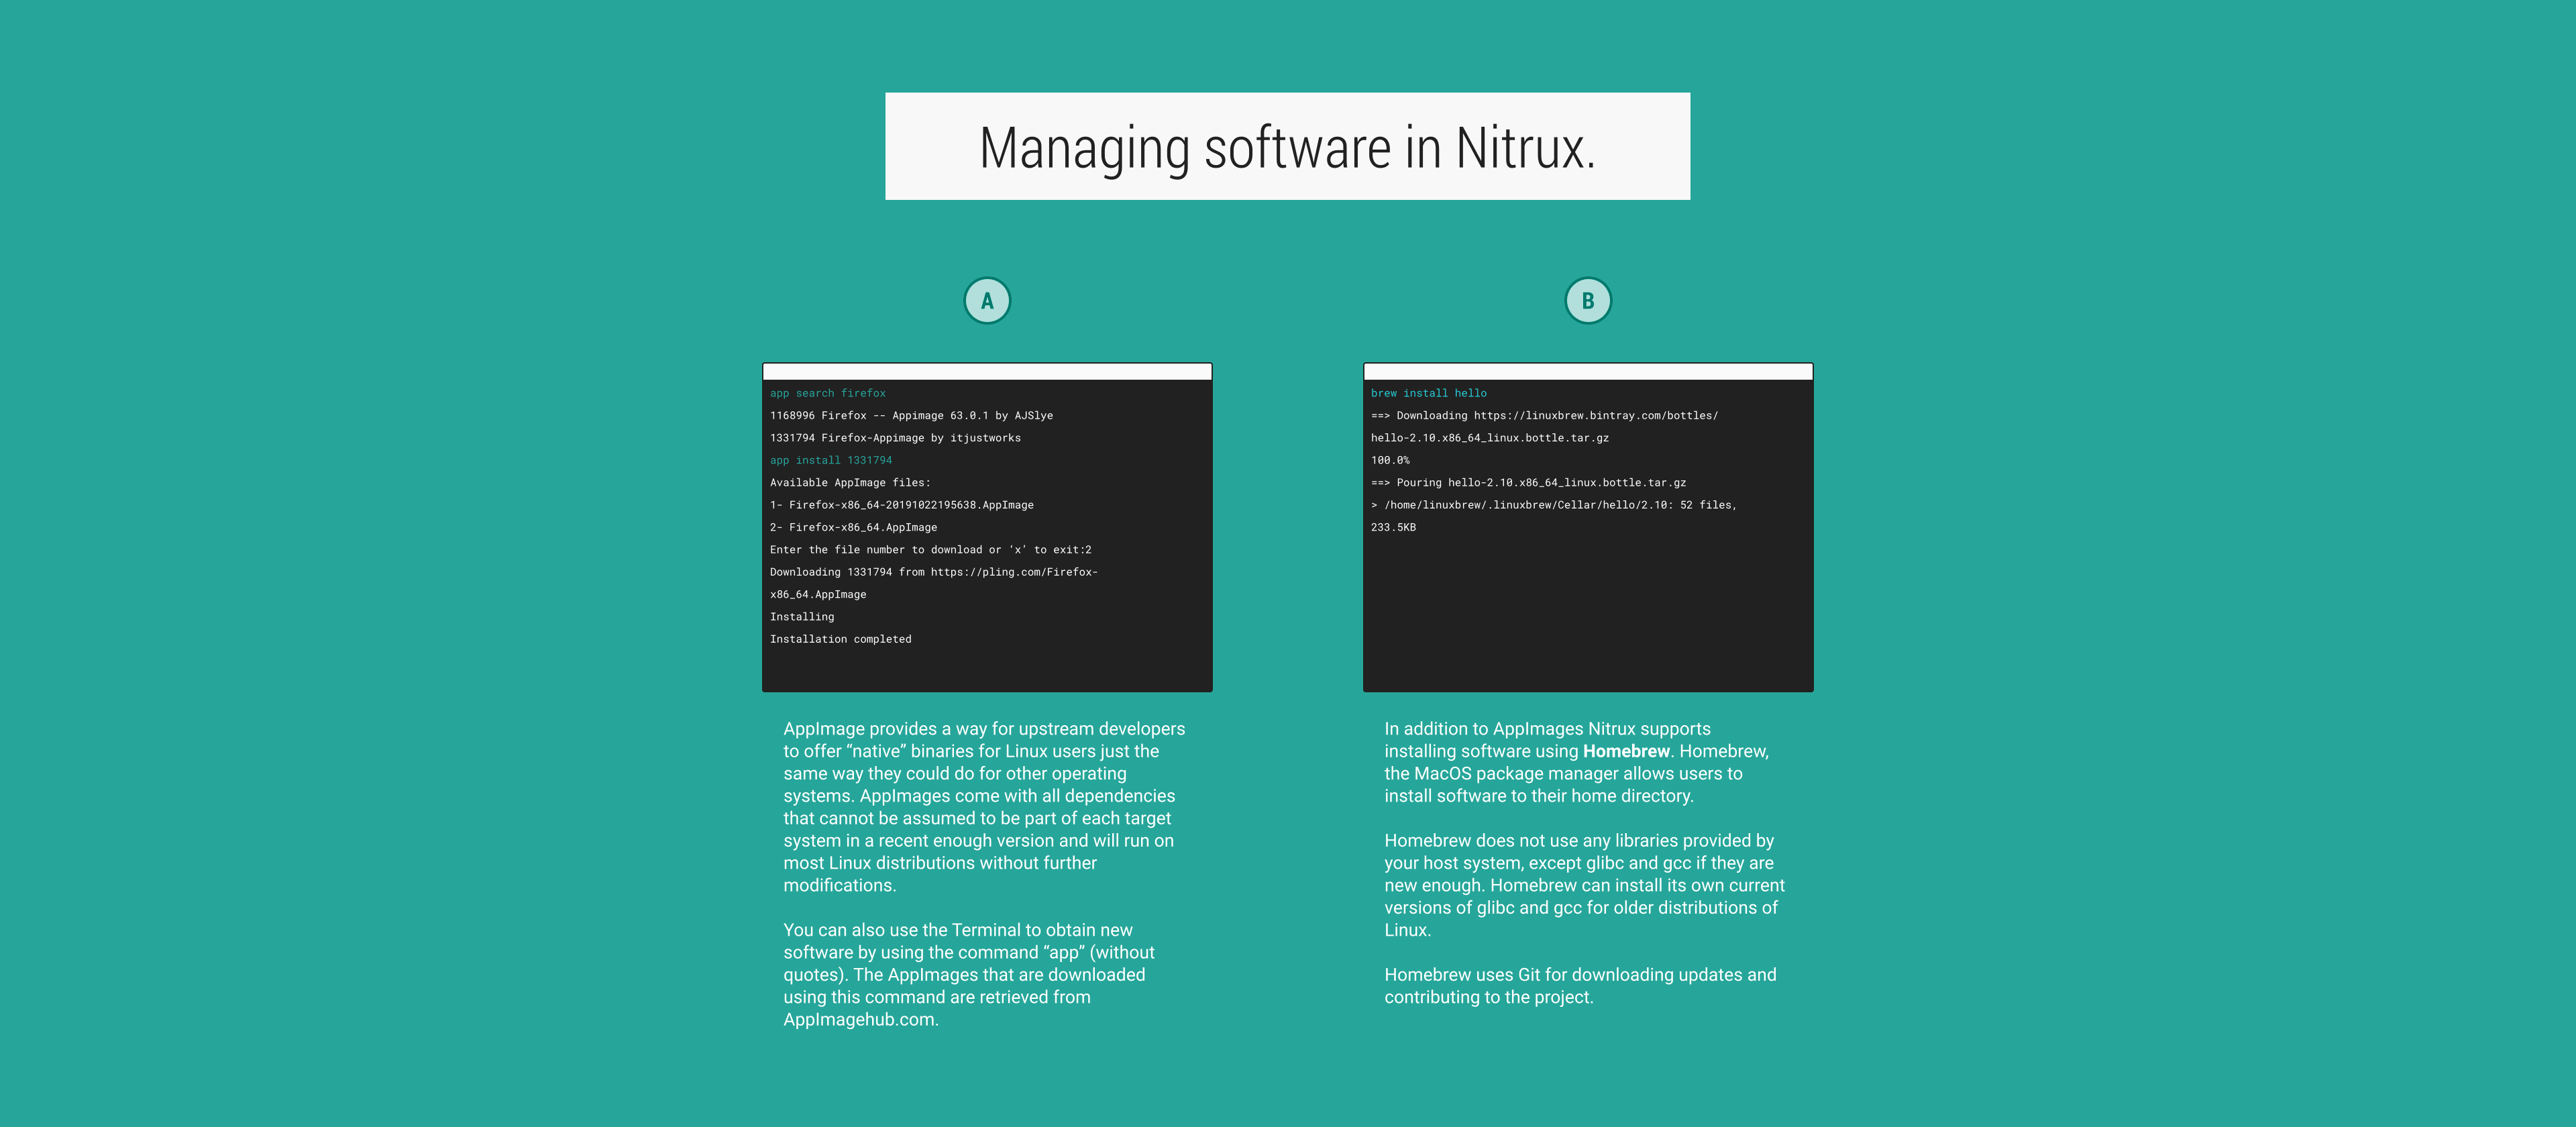 Managing software in Nitrux.
A
app search firefox
1168996 Firefox -- Appimage 63.0.1 by AJSlye
1331794 Firefox-Appimage by itjustworks
app install 1331794
Available AppImage files:
1- Firefox-x86_64-20191022195638.AppImage
2- Firefox-x86_64.AppImage
Enter the file number to download or ‘x’ to exit:2
Downloading 1331794 from https://pling.com/Firefox-
x86_64.AppImage
Installing
Installation completed
AppImage provides a way for upstream developers
to offer “native” binaries for Linux users just the
same way they could do for other operating
systems. AppImages come with all dependencies
that cannot be assumed to be part of each target
system in a recent enough version and will run on
most Linux distributions without further
modifications.
You can also use the Terminal to obtain new
software by using the command “app” (without
quotes). The AppImages that are downloaded
using this command are retrieved from
AppImagehub.com.
B
brew install hello
==> Downloading https://linuxbrew.bintray.com/bottles/
hello-2.10.x86_64_linux.bottle.tar.gz
100.0%
==> Pouring hello-2.10.x86_64_linux.bottle.tar.gz
> /home/linuxbrew/.linuxbrew/Cellar/hello/2.10: 52 files,
233.5KB
In addition to AppImages Nitrux supports
installing software using Homebrew. Homebrew,
the MacOS package manager allows users to
install software to their home directory.
Homebrew does not use any libraries provided by
your host system, except glibc and gcc if they are
new enough. Homebrew can install its own current
versions of glibc and gcc for older distributions of
Linux.
Homebrew uses Git for downloading updates and
contributing to the project.